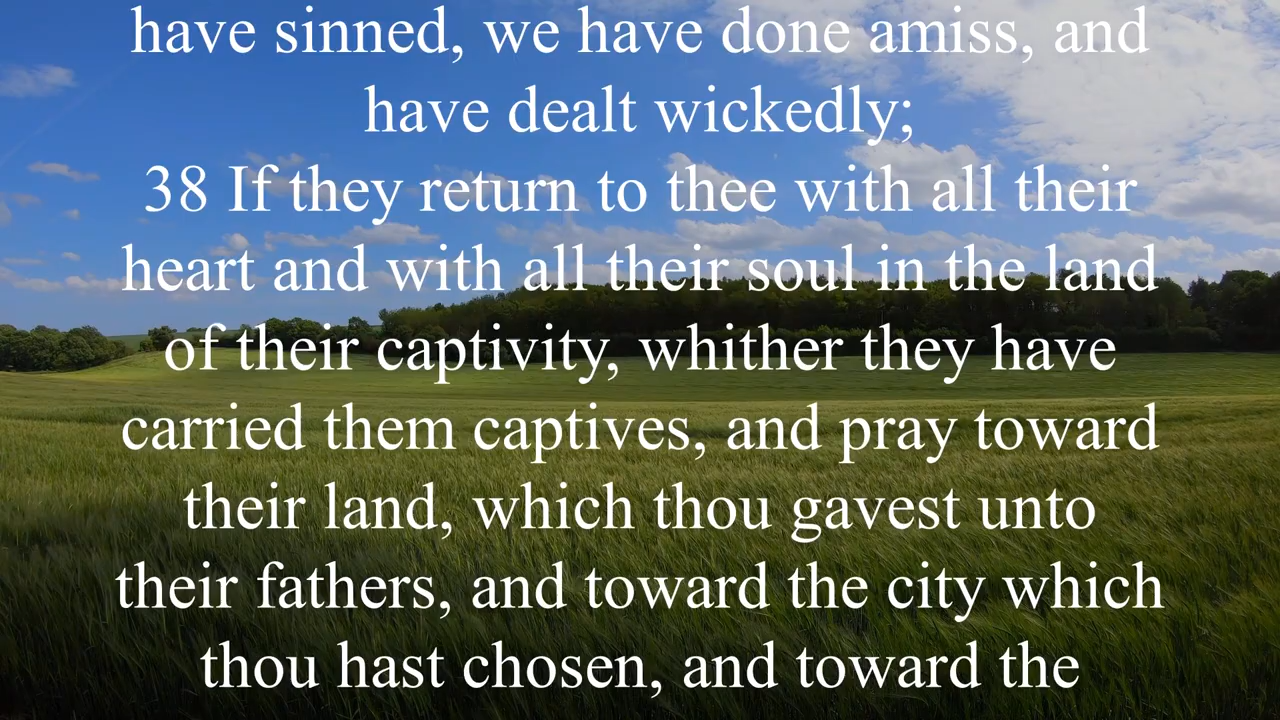 have sinned, we have done amiss, and
have dealt wickedly;
38 If they return to thee with all their
heart and with all their soul in the land
of their captivity, whither they have
carried them captives, and pray toward
their land, which thou gavest unto
their fathers, and toward the city which
thou hast chosen, and toward the